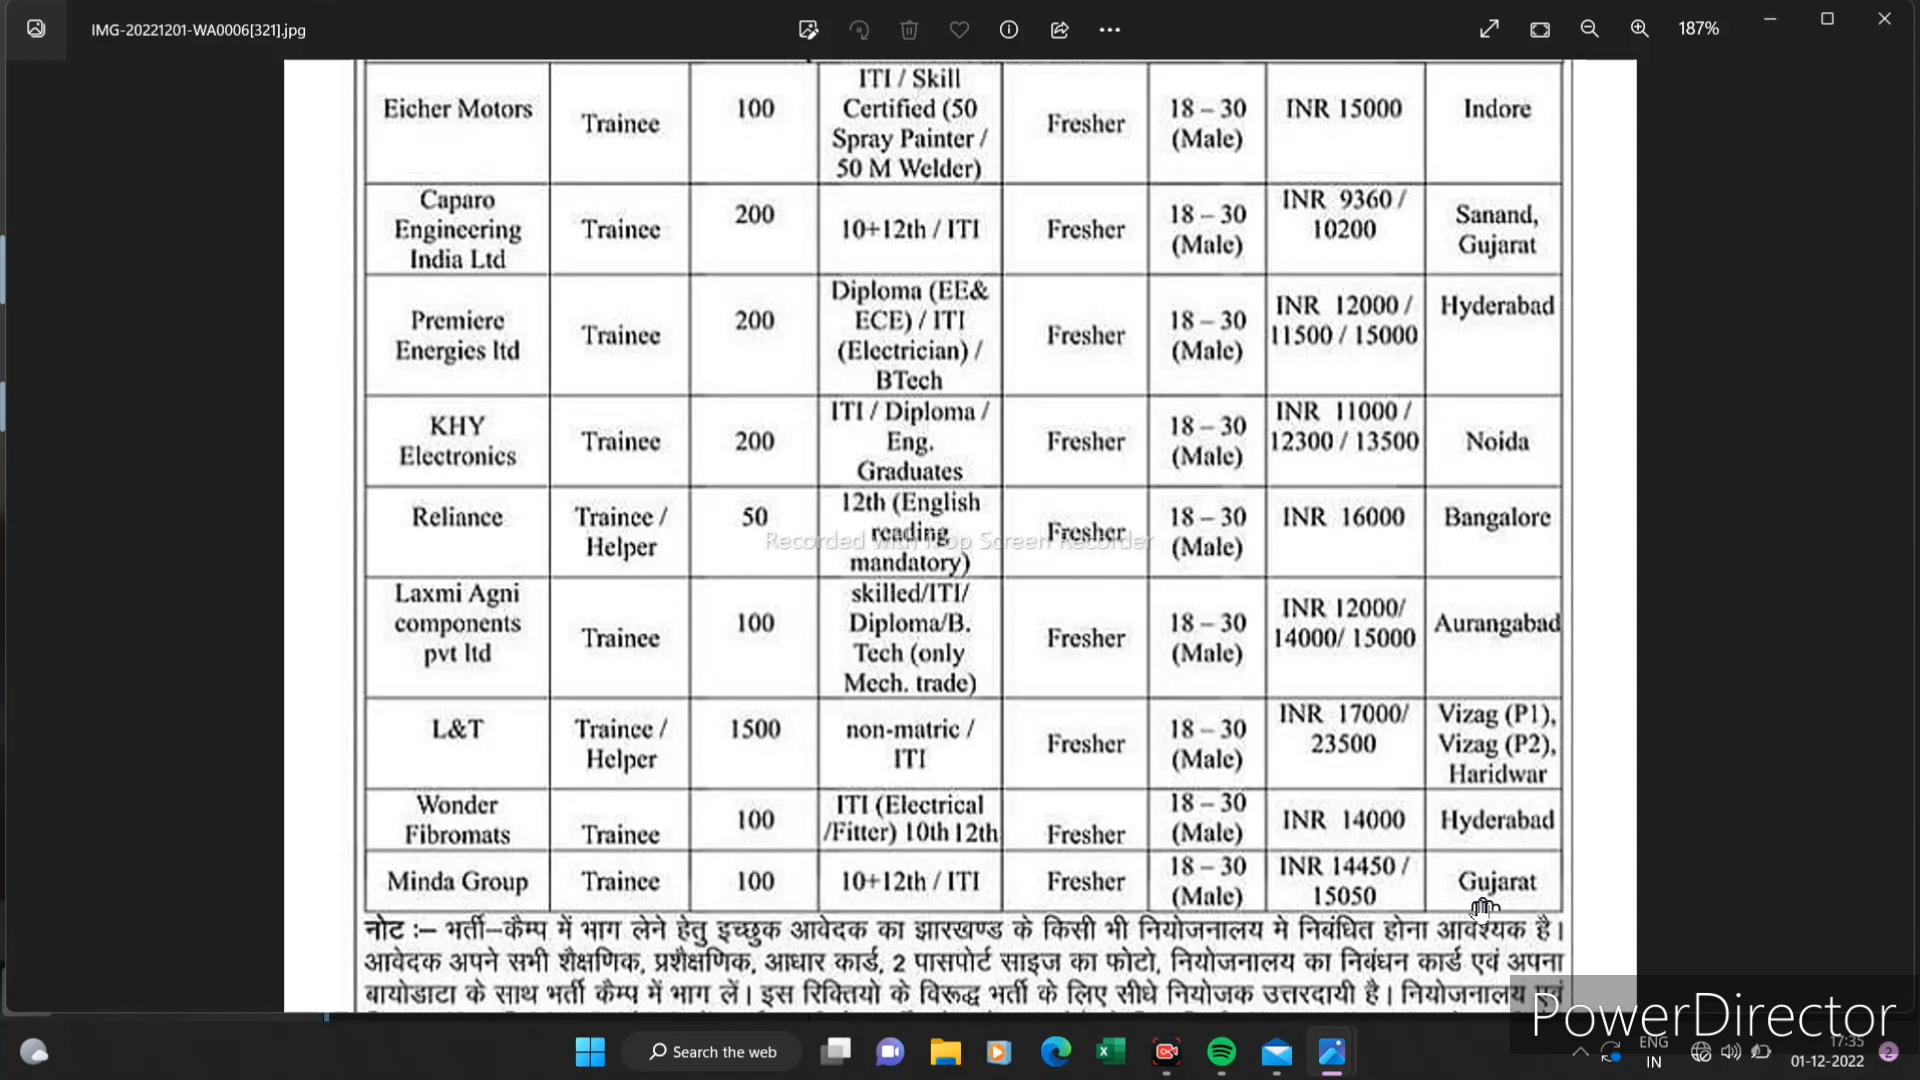 IMG-20221201-WA0006[321].jpg
187%
Eicher Motors Trainee 100 ITI / Skill Certified (50 Spray Painter / 50 M Welder) Fresher 18 – 30 (Male) INR 15000 Indore
Caparo Engineering India Ltd Trainee 200 10+12th / ITI Fresher 18 – 30 (Male) INR 9360 / 10200 Sanand, Gujarat
Premiere Energies ltd Trainee 200 Diploma (EE& ECE) / ITI (Electrician) / BTech Fresher 18 – 30 (Male) INR 12000 / 11500 / 15000 Hyderabad
KHY Electronics Trainee 200 ITI / Diploma / Eng. Graduates Fresher 18 – 30 (Male) INR 11000 / 12300 / 13500 Noida
Reliance Trainee / Helper 50 12th (English reading mandatory) Fresher 18 – 30 (Male) INR 16000 Bangalore
Recorded with iTop Screen Recorder
Laxmi Agni components pvt ltd Trainee 100 skilled/ITI/ Diploma/B. Tech (only Mech. trade) Fresher 18 – 30 (Male) INR 12000/ 14000/ 15000 Aurangabad
L&T Trainee / Helper 1500 non-matric / ITI Fresher 18 – 30 (Male) INR 17000/ 23500 Vizag (P1), Vizag (P2), Haridwar
Wonder Fibromats Trainee 100 ITI (Electrical /Fitter) 10th 12th Fresher 18 – 30 (Male) INR 14000 Hyderabad
Minda Group Trainee 100 10+12th / ITI Fresher 18 – 30 (Male) INR 14450 / 15050 Gujarat
नोट :– भर्ती–कैम्प में भाग लेने हेतु इच्छुक आवेदक का झारखण्ड के किसी भी नियोजनालय मे निबंधित होना आवश्यक है।
आवेदक अपने सभी शैक्षणिक, प्रशैक्षणिक, आधार कार्ड, 2 पासपोर्ट साइज का फोटो, नियोजनालय का निबंधन कार्ड एवं अपना
बायोडाटा के साथ भर्ती कैम्प में भाग लें। इस रिक्तियो के विरूद्ध भर्ती के लिए सीधे नियोजक उत्तरदायी है। नियोजनालय एवं
PowerDirector
Search the web
ENG
IN
17:35
01-12-2022
2